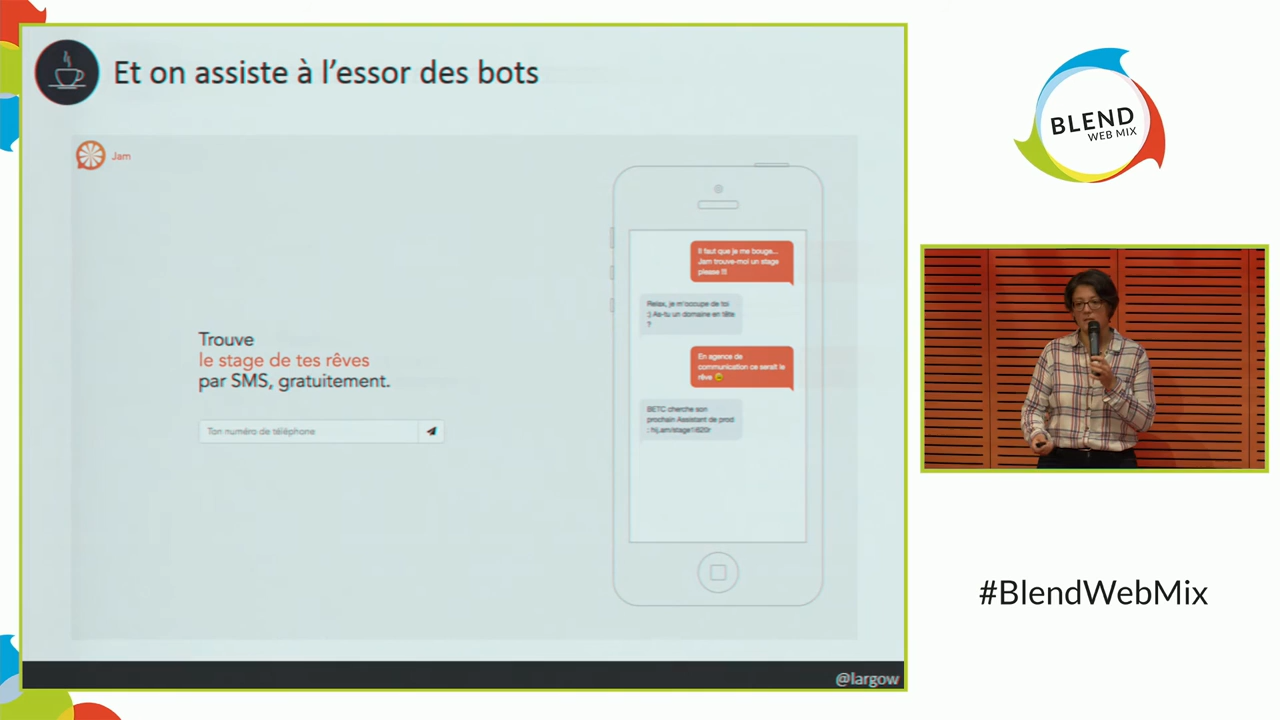 Et on assiste à l'essor des bots
Jam
Trouve
le stage de tes rêves
par SMS, gratuitement.
Ton numéro de téléphone
Il faut que je me bouge...
Jam trouve-moi un stage
please !!!
Relax, je m'occupe de toi
:) As-tu un domaine en tête
?
En agence de
communication ce serait le
rêve
BETC cherche son
prochain Assistant de prod
@largow
BLEND
WEB MIX
#BlendWebMix